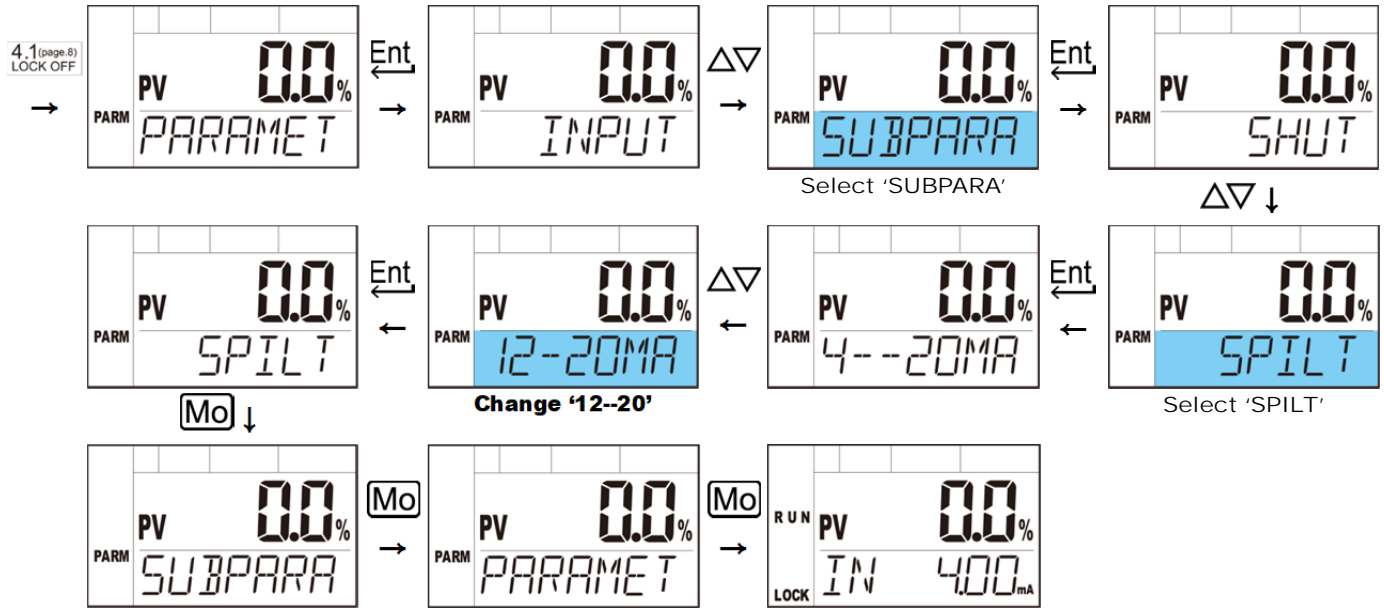 4.1(page.8)
LOCK OFF
→
PV 0.0%
PARM
PARAMET
Ent
→
PV 0.0%
PARM
INPUT
△▽
→
PV 0.0%
PARM
SUBPARA
Select 'SUBPARA'
Ent
→
PV 0.0%
PARM
SHUT
△▽ ↓
PV 0.0%
PARM
SPILT
Ent
←
PV 0.0%
PARM
12-20MA
Change '12--20'
△▽
←
PV 0.0%
PARM
4--20MA
Ent
←
PV 0.0%
PARM
SPILT
Select 'SPILT'
Mo ↓
PV 0.0%
PARM
SUBPARA
Mo
→
PV 0.0%
PARM
PARAMET
Mo
→
RUN PV 0.0%
LOCK IN 4.00mA